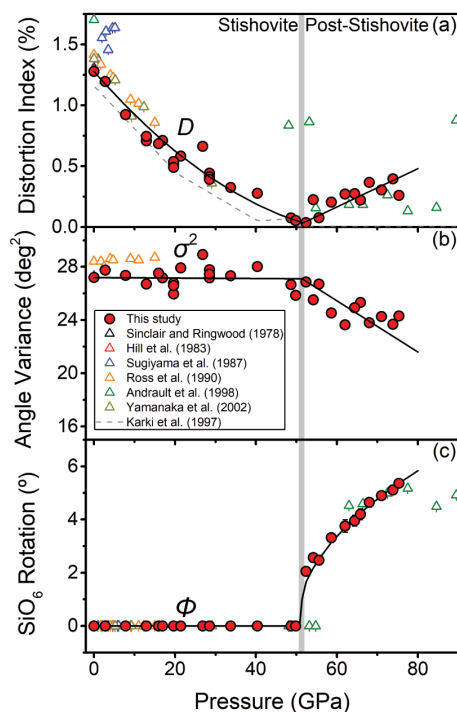 Stishovite Post-Stishovite
(a)
Distortion Index (%)
1.5
1.0
0.5
0.0
D
(b)
Angle Variance (deg²)
28
24
20
16
σ²
This study
Sinclair and Ringwood (1978)
Hill et al. (1983)
Sugiyama et al. (1987)
Ross et al. (1990)
Andrault et al. (1998)
Yamanaka et al. (2002)
Karki et al. (1997)
(c)
SiO₆ Rotation (º)
6
4
2
0
Φ
0 20 40 60 80
Pressure (GPa)